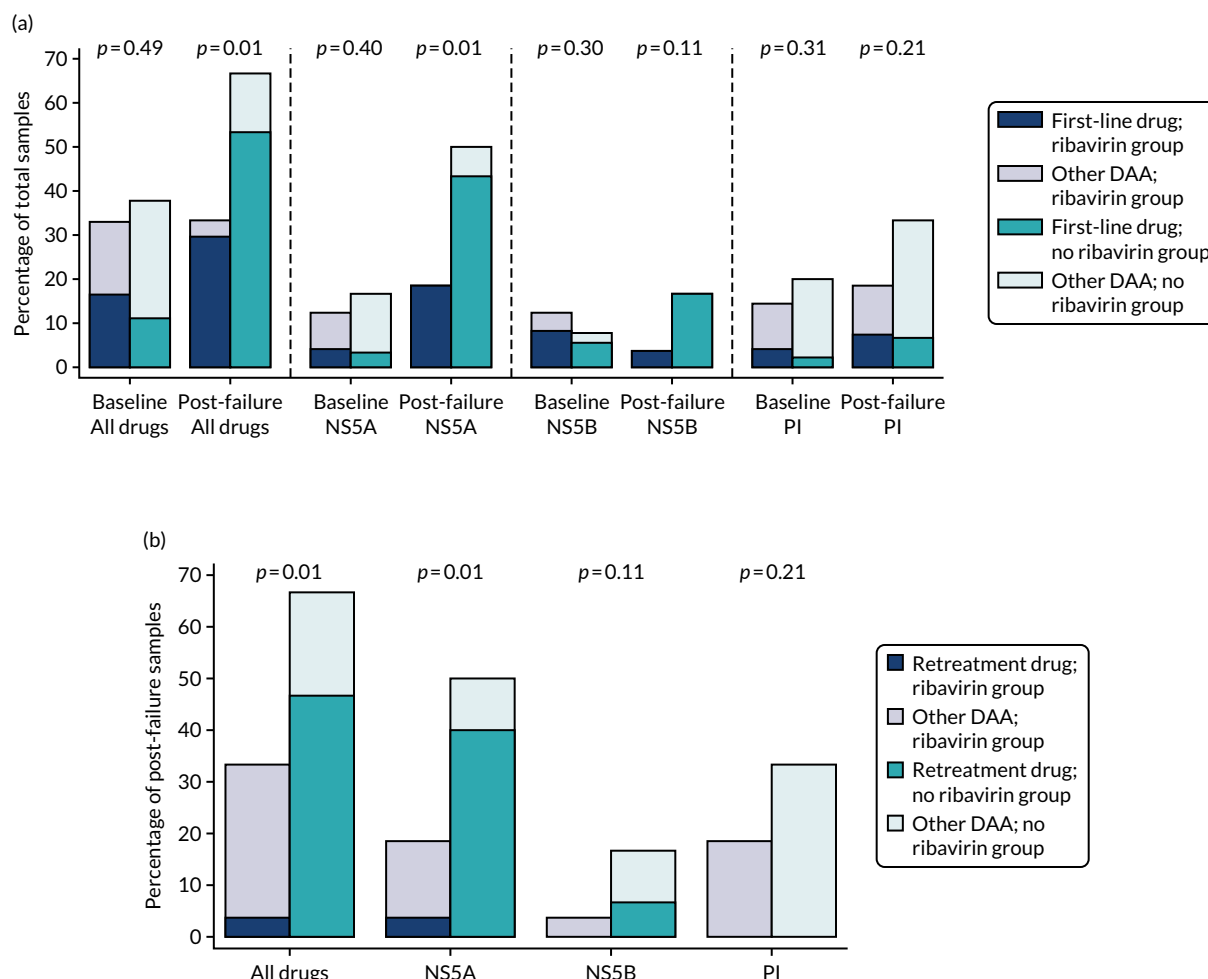 (a)
p=0.49 p=0.01 p=0.40 p=0.01 p=0.30 p=0.11 p=0.31 p=0.21
Percentage of total samples
70
60
50
40
30
20
10
0
Baseline
All drugs
Post-failure
All drugs
Baseline
NS5A
Post-failure
NS5A
Baseline
NS5B
Post-failure
NS5B
Baseline
PI
Post-failure
PI
First-line drug;
ribavirin group
Other DAA;
ribavirin group
First-line drug;
no ribavirin group
Other DAA; no
ribavirin group
(b)
p=0.01 p=0.01 p=0.11 p=0.21
Percentage of post-failure samples
70
60
50
40
30
20
10
0
All drugs NS5A NS5B PI
Retreatment drug;
ribavirin group
Other DAA;
ribavirin group
Retreatment drug;
no ribavirin group
Other DAA; no
ribavirin group